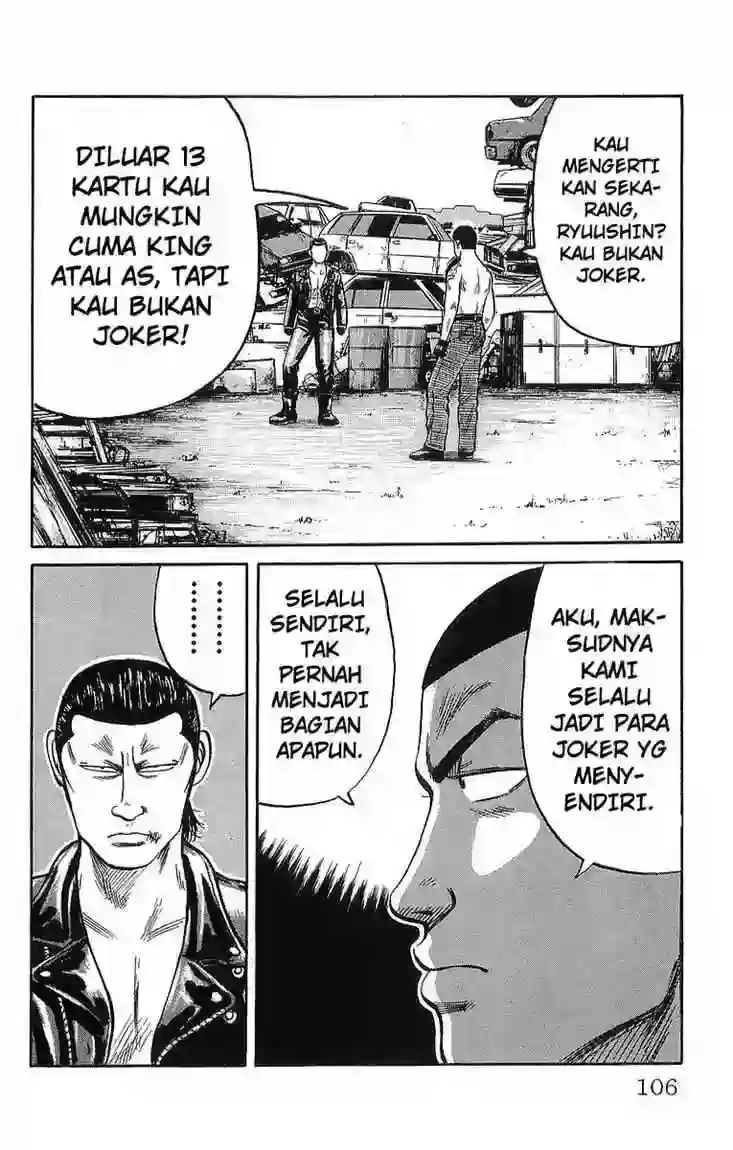 KAU
MENGERTI
KAN SEKA-
RANG,
RYUUSHIN?
KAU BUKAN
JOKER.
DILUAR 13
KARTU KAU
MUNGKIN
CUMA KING
ATAU AS, TAPI
KAU BUKAN
JOKER!
AKU, MAK-
SUDNYA
KAMI
SELALU
JADI PARA
JOKER YG
MENY-
ENDIRI.
SELALU
SENDIRI,
TAK
PERNAH
MENJADI
BAGIAN
APAPUN.
106